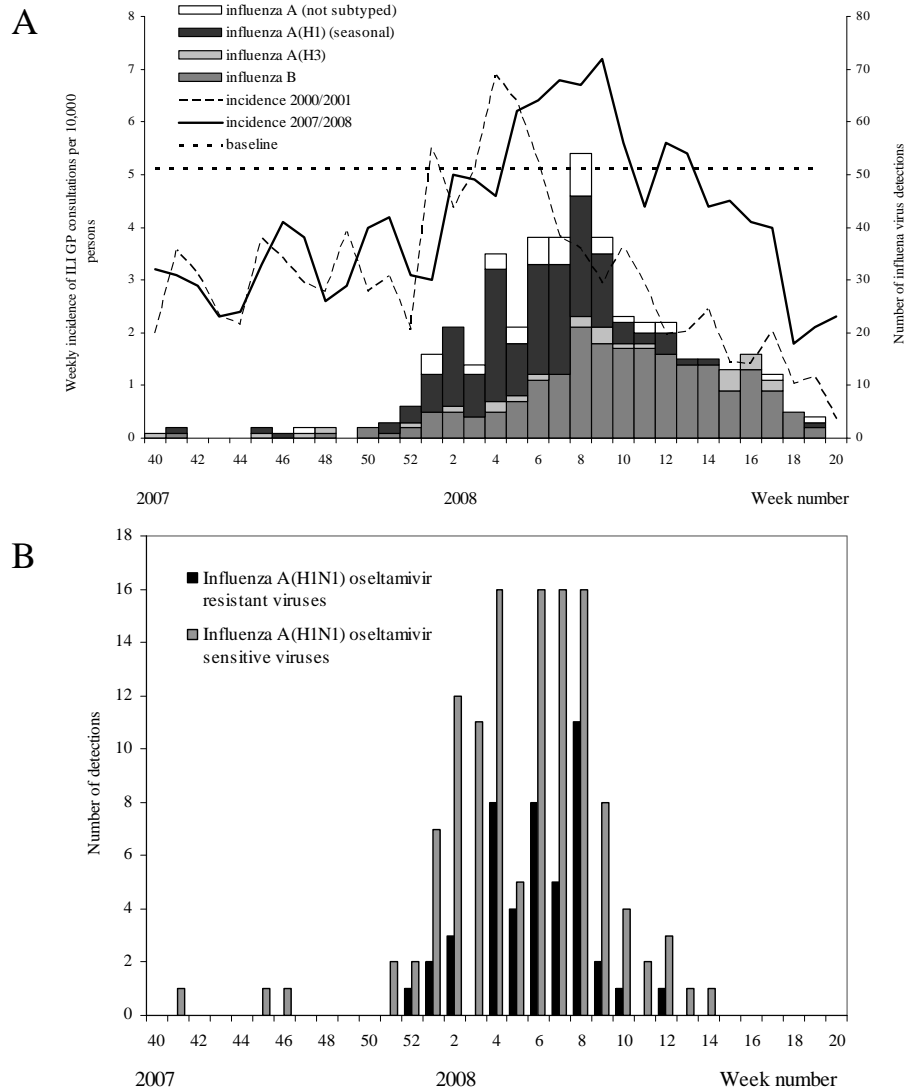 A
influenza A (not subtyped)
influenza A(H1) (seasonal)
influenza A(H3)
influenza B
incidence 2000/2001
incidence 2007/2008
baseline
Weekly incidence of ILI GP consultations per 10,000
persons
8
7
6
5
4
3
2
1
0
80
70
60
50
40
30
20
10
0
Number of influena virus detections
40 42 44 46 48 50 52 2 4 6 8 10 12 14 16 18 20
2007 2008 Week number
B
Influenza A(H1N1) oseltamivir
resistant viruses
Influenza A(H1N1) oseltamivir
sensitive viruses
Number of detections
18
16
14
12
10
8
6
4
2
0
40 42 44 46 48 50 52 2 4 6 8 10 12 14 16 18 20
2007 2008 Week number